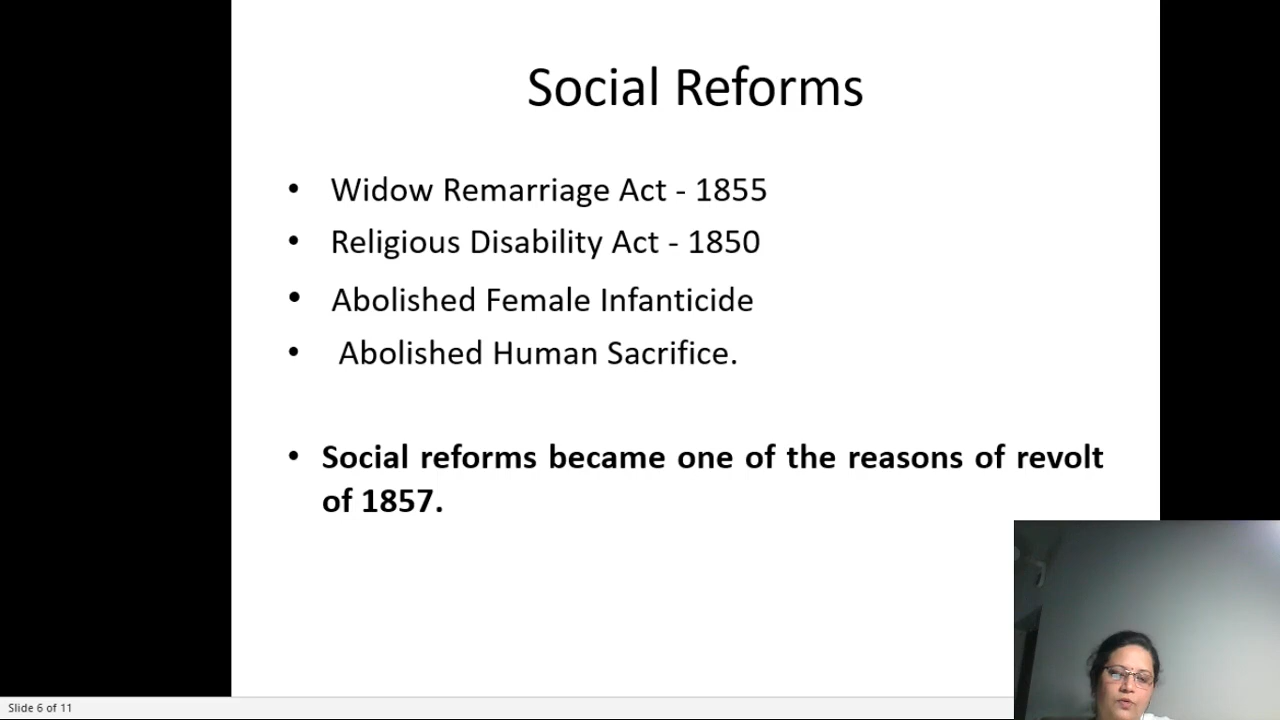 Social Reforms
• Widow Remarriage Act - 1855
• Religious Disability Act - 1850
• Abolished Female Infanticide
• Abolished Human Sacrifice.
• Social reforms became one of the reasons of revolt
of 1857.
Slide 6 of 11